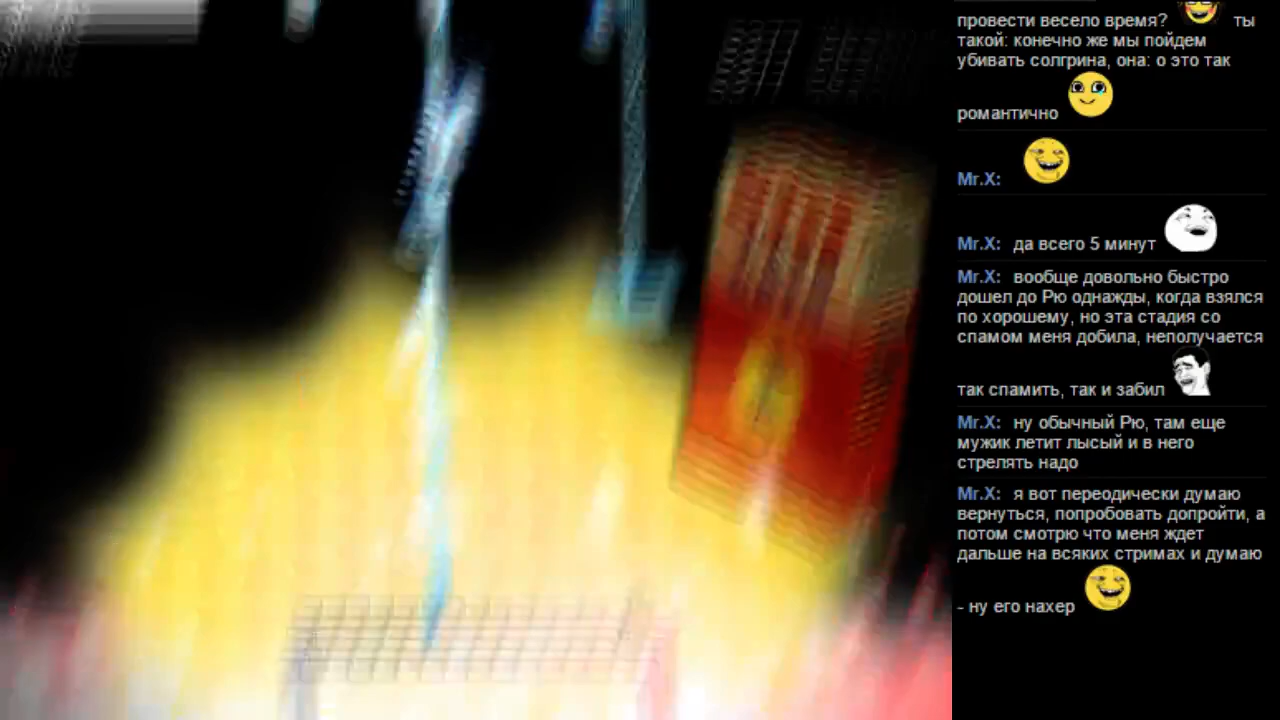 провести весело время? ты
такой: конечно же мы пойдем
убивать солгрина, она: о это так
романтично
Mr.X:
Mr.X: да всего 5 минут
Mr.X: вообще довольно быстро
дошел до Рю однажды, когда взялся
по хорошему, но эта стадия со
спамом меня добила, неполучается
так спамить, так и забил
Mr.X: ну обычный Рю, там еще
мужик летит лысый и в него
стрелять надо
Mr.X: я вот переодически думаю
вернуться, попробовать допройти, а
потом смотрю что меня ждет
дальше на всяких стримах и думаю
- ну его нахер